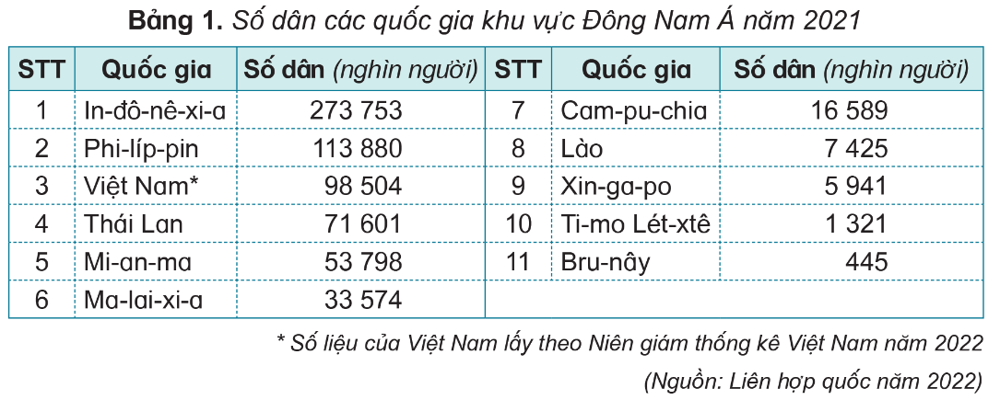 Bảng 1. Số dân các quốc gia khu vực Đông Nam Á năm 2021
STT Quốc gia Số dân (nghìn người) STT Quốc gia Số dân (nghìn người)
1 In-đô-nê-xi-a 273 753 7 Cam-pu-chia 16 589
2 Phi-líp-pin 113 880 8 Lào 7 425
3 Việt Nam* 98 504 9 Xin-ga-po 5 941
4 Thái Lan 71 601 10 Ti-mo Lét-xtê 1 321
5 Mi-an-ma 53 798 11 Bru-nây 445
6 Ma-lai-xi-a 33 574
* Số liệu của Việt Nam lấy theo Niên giám thống kê Việt Nam năm 2022
(Nguồn: Liên hợp quốc năm 2022)